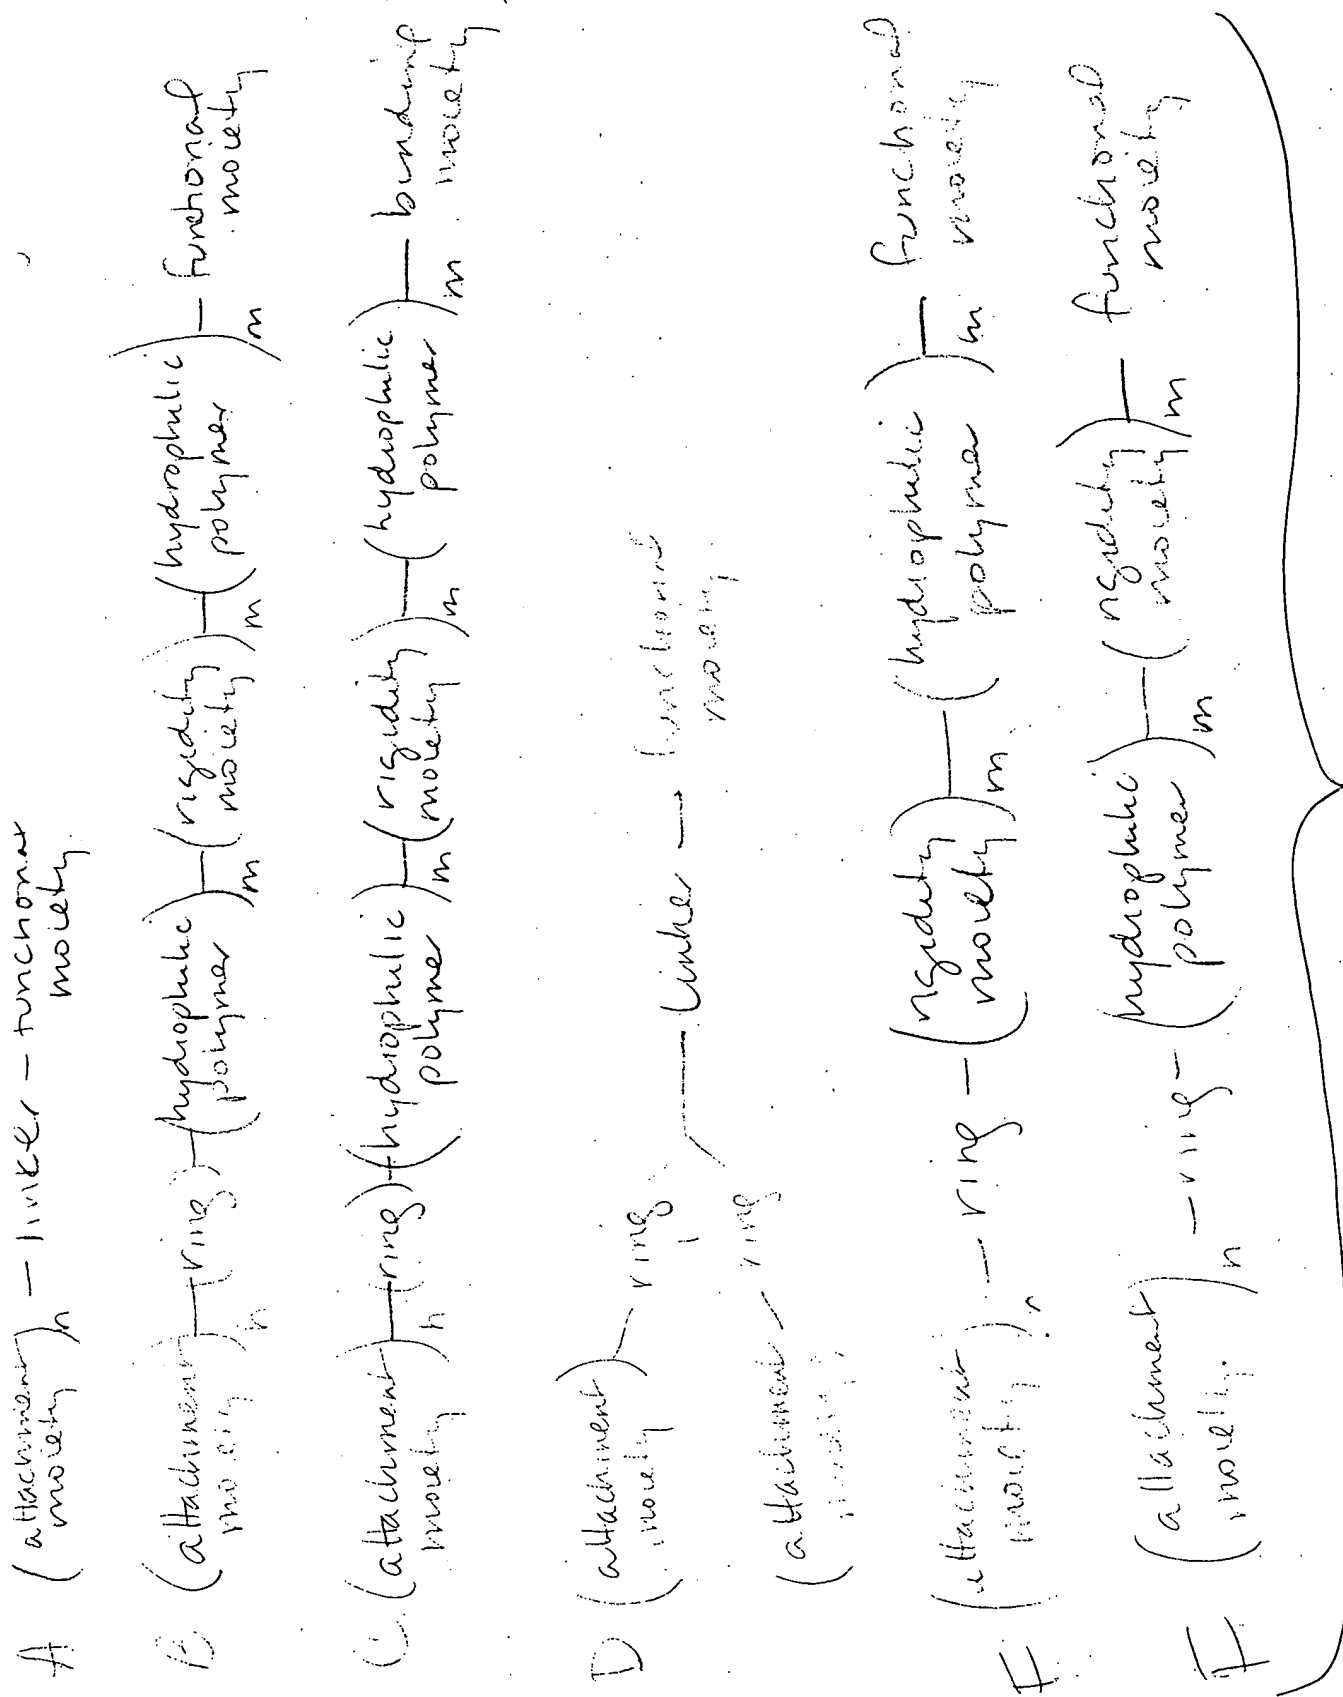 A (attachment moiety)n — linker — functional moiety
B (attachment moiety)n — (ring) — (hydrophilic polymer)m — (rigidity moiety)m — (hydrophilic polymer)m — functional moiety
C (attachment moiety)n — (ring) — (hydrophilic polymer)m — (rigidity moiety)m — (hydrophilic polymer)m — binding moiety
D (attachment moiety) — ring — Linker — functional moiety
(attachment — ring
(attachment moiety)n — ring — (rigidity moiety)m — (hydrophilic polymer)m — functional moiety
F (attachment moiety)n — ring — (hydrophilic polymer)m — (rigidity moiety)m — functional moiety